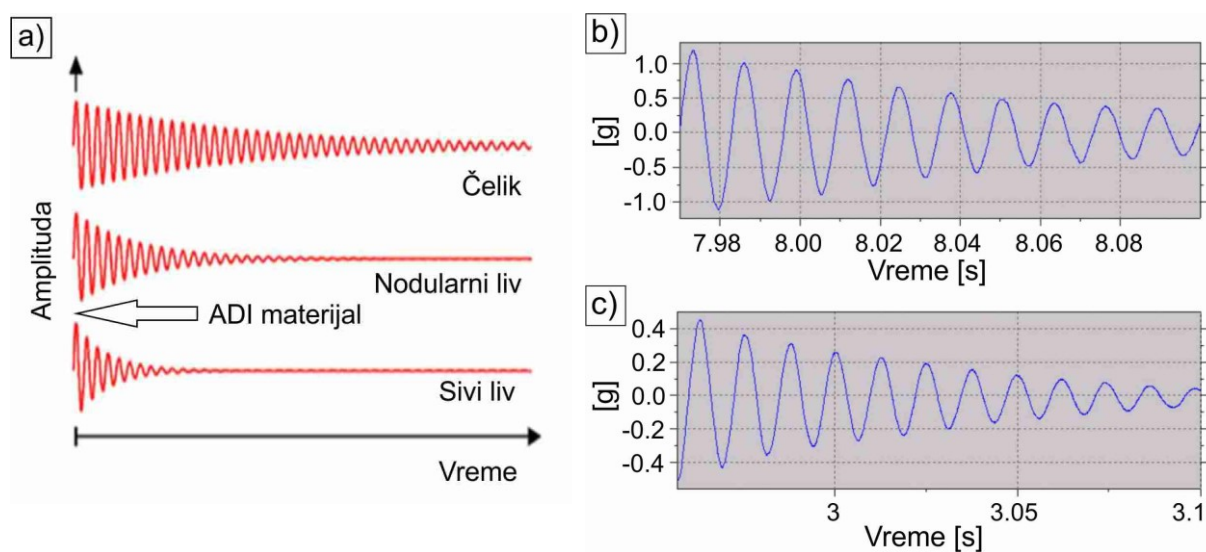 a)
Amplituda
Čelik
Nodularni liv
ADI materijal
Sivi liv
Vreme
b)
[g]
1.0
0.5
0.0
-0.5
-1.0
7.98 8.00 8.02 8.04 8.06 8.08
Vreme [s]
c)
[g]
0.4
0.2
0.0
-0.2
-0.4
3 3.05 3.1
Vreme [s]